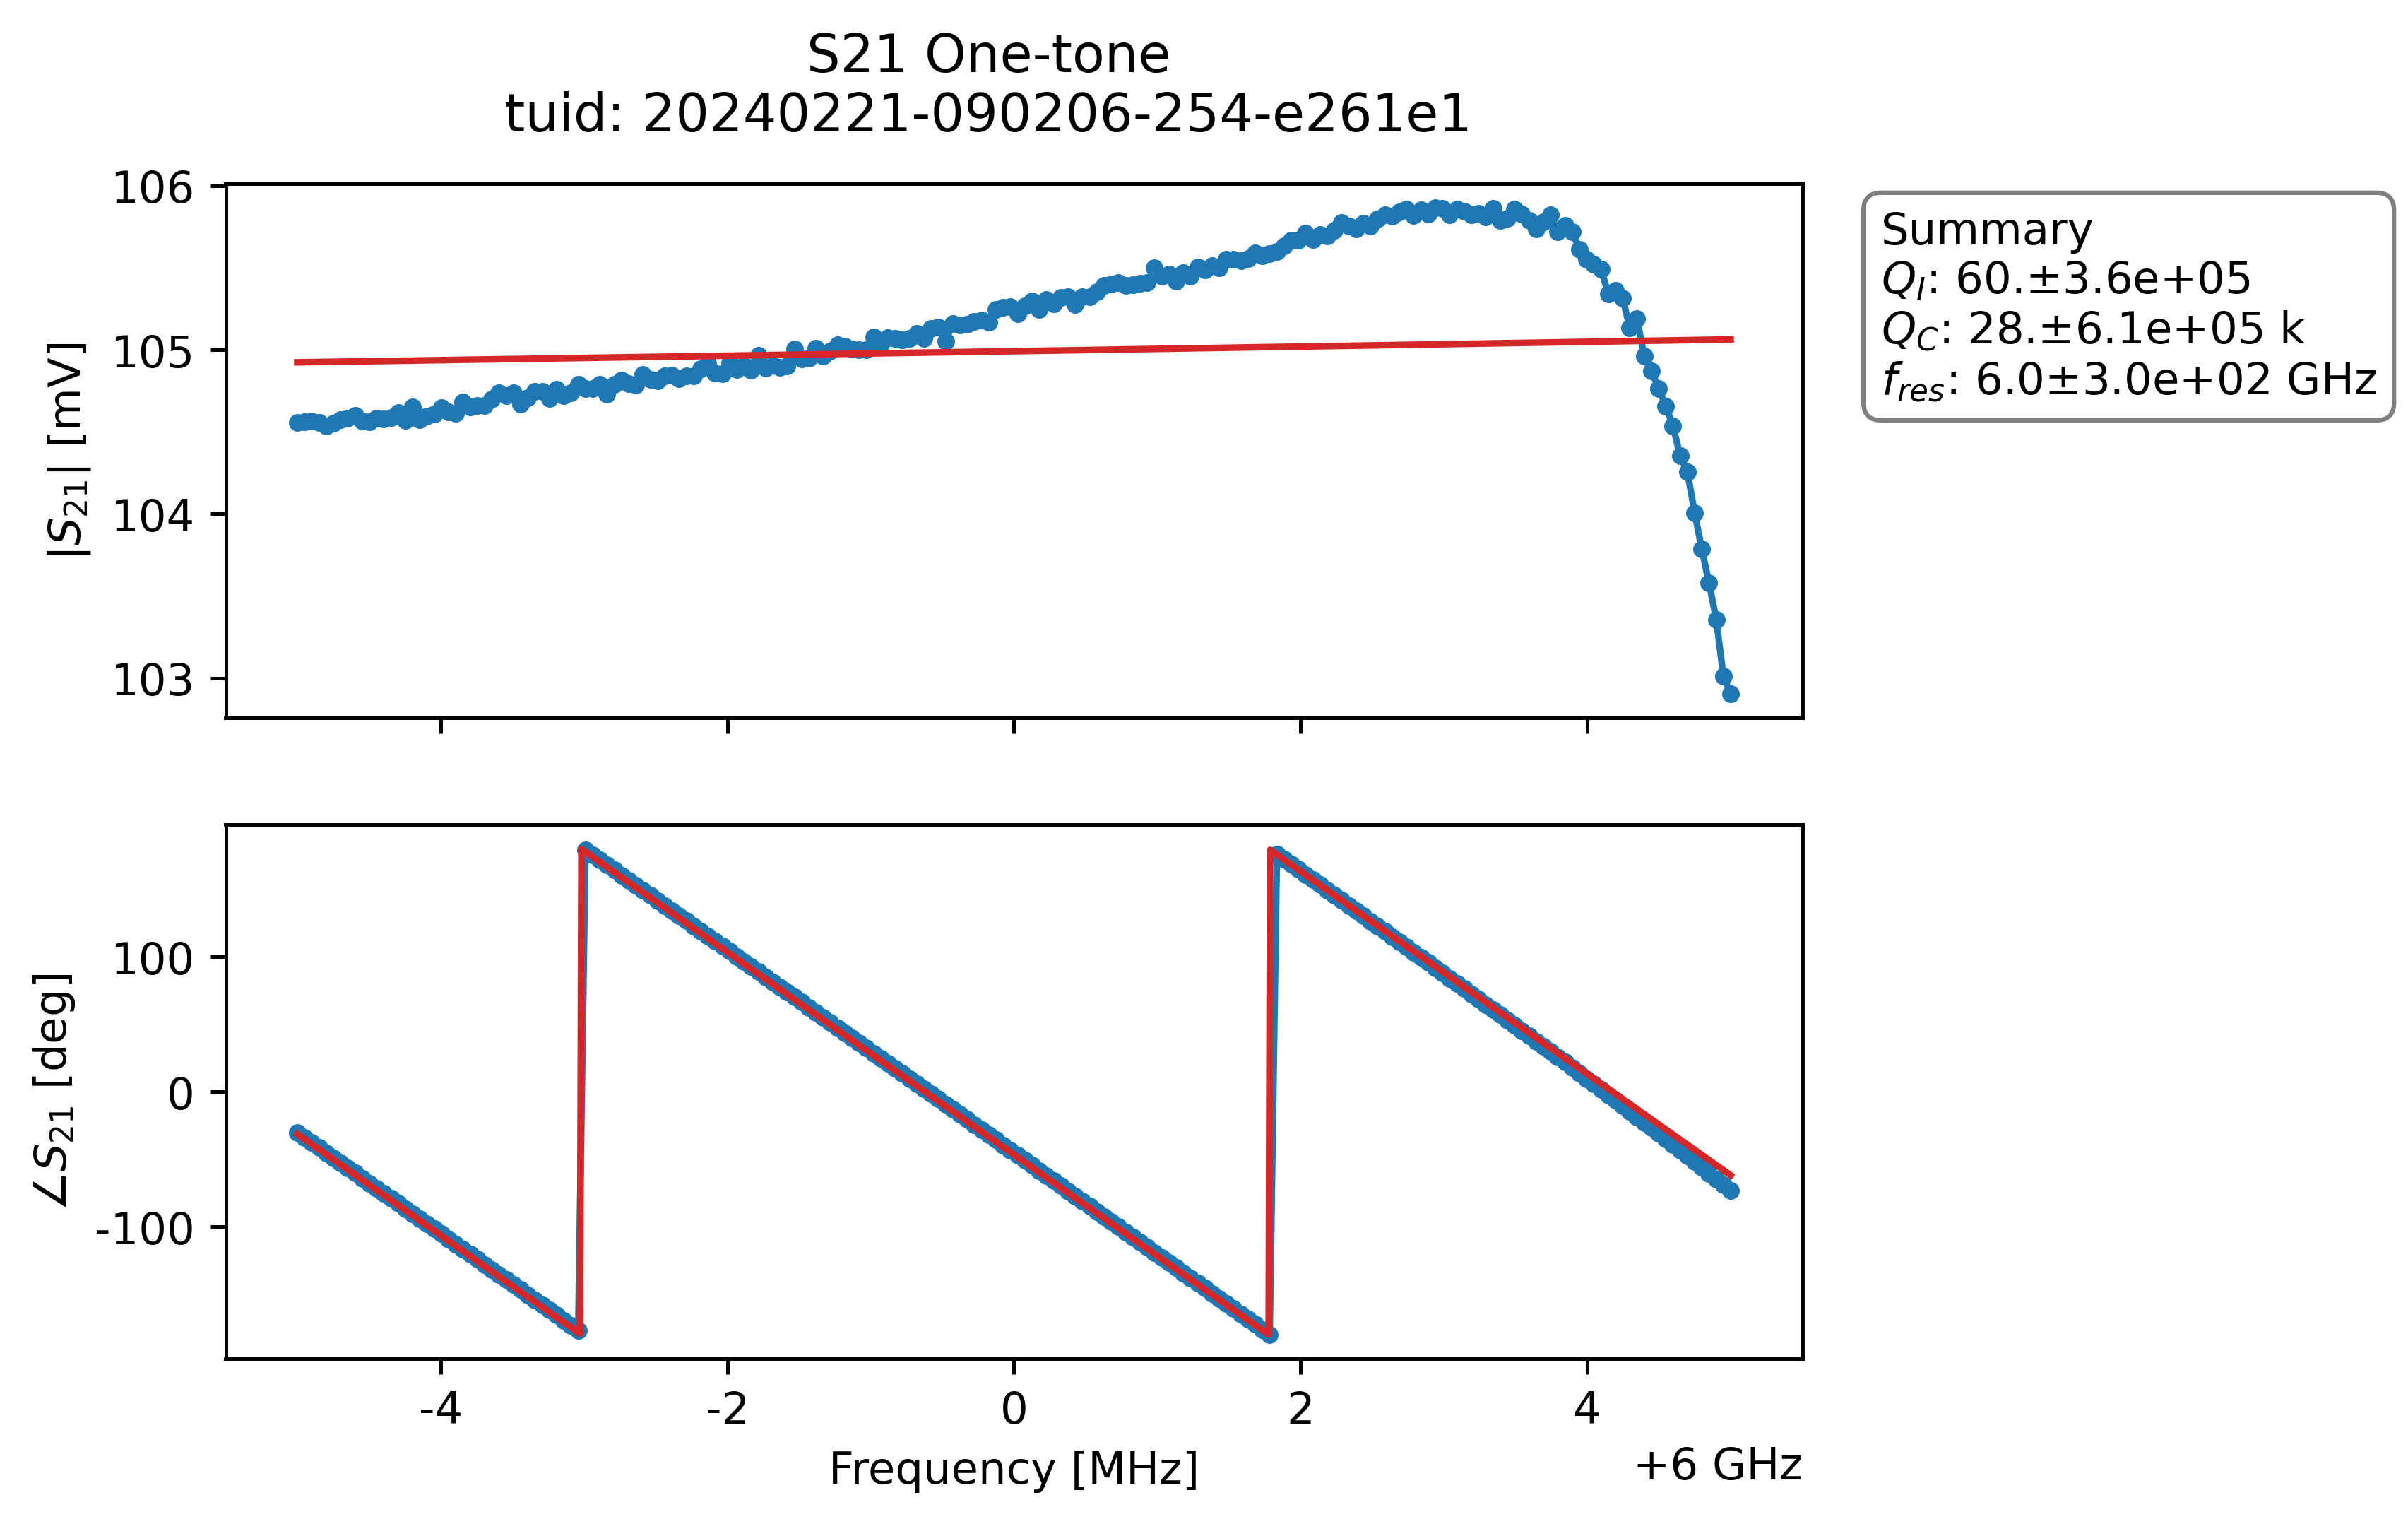 S21 One-tone
tuid: 20240221-090206-254-e261e1
106
105
104
103
|S21| [mV]
Summary
QI: 60.±3.6e+05
QC: 28.±6.1e+05 k
fres: 6.0±3.0e+02 GHz
100
0
-100
∠S21 [deg]
-4 -2 0 2 4
Frequency [MHz]
+6 GHz